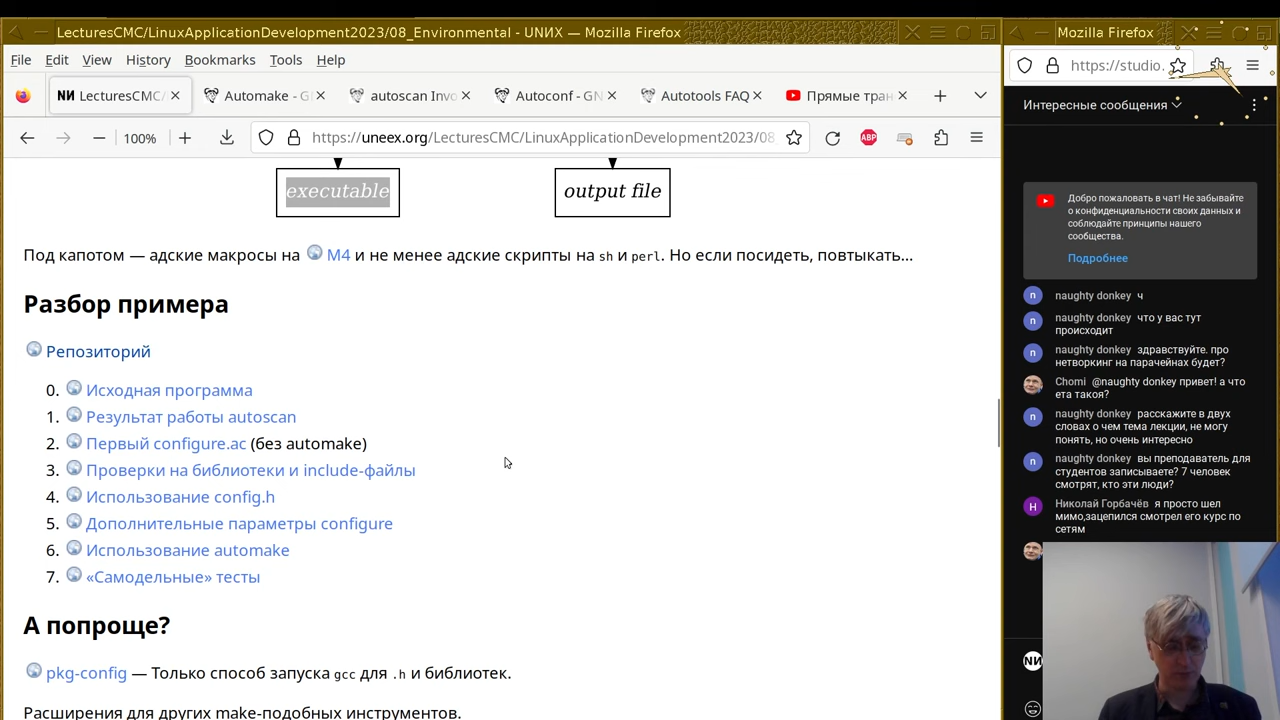 LecturesCMC/LinuxApplicationDevelopment2023/08_Environmental - UNИX — Mozilla Firefox
File Edit View History Bookmarks Tools Help
LecturesCMC/ Automake - G autoscan Invo Autoconf - GN Autotools FAQ Прямые тран
100% https://uneex.org/LecturesCMC/LinuxApplicationDevelopment2023/08_
executable
output file
Под капотом — адские макросы на M4 и не менее адские скрипты на sh и perl. Но если посидеть, повтыкать...
Разбор примера
Репозиторий
0. Исходная программа
1. Результат работы autoscan
2. Первый configure.ac (без automake)
3. Проверки на библиотеки и include-файлы
4. Использование config.h
5. Дополнительные параметры configure
6. Использование automake
7. «Самодельные» тесты
А попроще?
pkg-config — Только способ запуска gcc для .h и библиотек.
Расширения для других make-подобных инструментов.
Mozilla Firefox
https://studio.
Интересные сообщения
Добро пожаловать в чат! Не забывайте
о конфиденциальности своих данных и
соблюдайте принципы нашего
сообщества.
Подробнее
naughty donkey ч
naughty donkey что у вас тут
происходит
naughty donkey здравствуйте. про
нетворкинг на парачейнах будет?
Chomi @naughty donkey привет! а что
ета такоя?
naughty donkey расскажите в двух
словах о чем тема лекции, не могу
понять, но очень интересно
naughty donkey вы преподаватель для
студентов записываете? 7 человек
смотрят, кто эти люди?
Николай Горбачёв я просто шел
мимо,зацепился смотрел его курс по
сетям